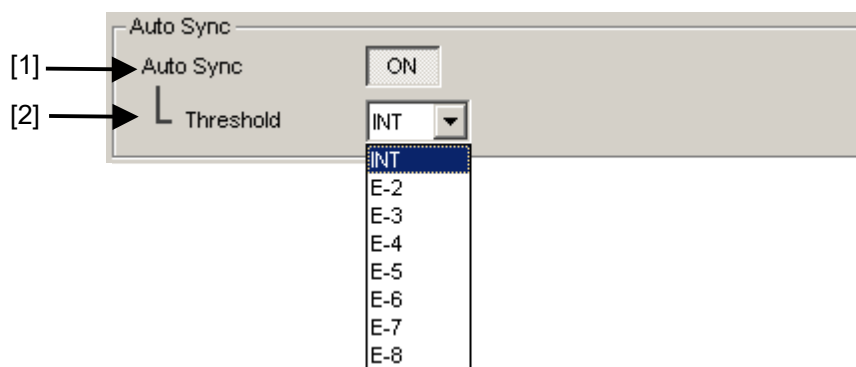 Auto Sync
[1] Auto Sync ON
[2] Threshold INT
INT
E-2
E-3
E-4
E-5
E-6
E-7
E-8